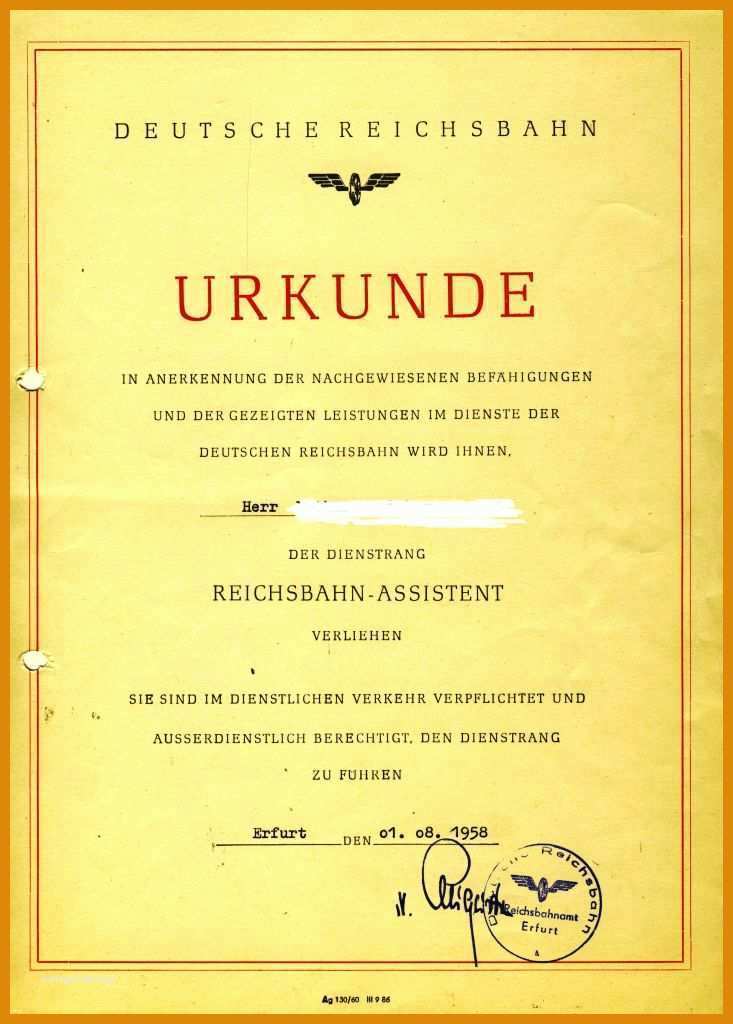 DEUTSCHE REICHSBAHN
URKUNDE
IN ANERKENNUNG DER NACHGEWIESENEN BEFÄHIGUNGEN
UND DER GEZEIGTEN LEISTUNGEN IM DIENSTE DER
DEUTSCHEN REICHSBAHN WIRD IHNEN,
Herr
DER DIENSTRANG
REICHSBAHN-ASSISTENT
VERLIEHEN
SIE SIND IM DIENSTLICHEN VERKEHR VERPFLICHTET UND
AUSSERDIENSTLICH BERECHTIGT, DEN DIENSTRANG
ZU FÜHREN
Erfurt DEN 01. 08. 1958
Deutsche Reichsbahn
Reichsbahnamt
Erfurt
Ag 130/60 III 9 86